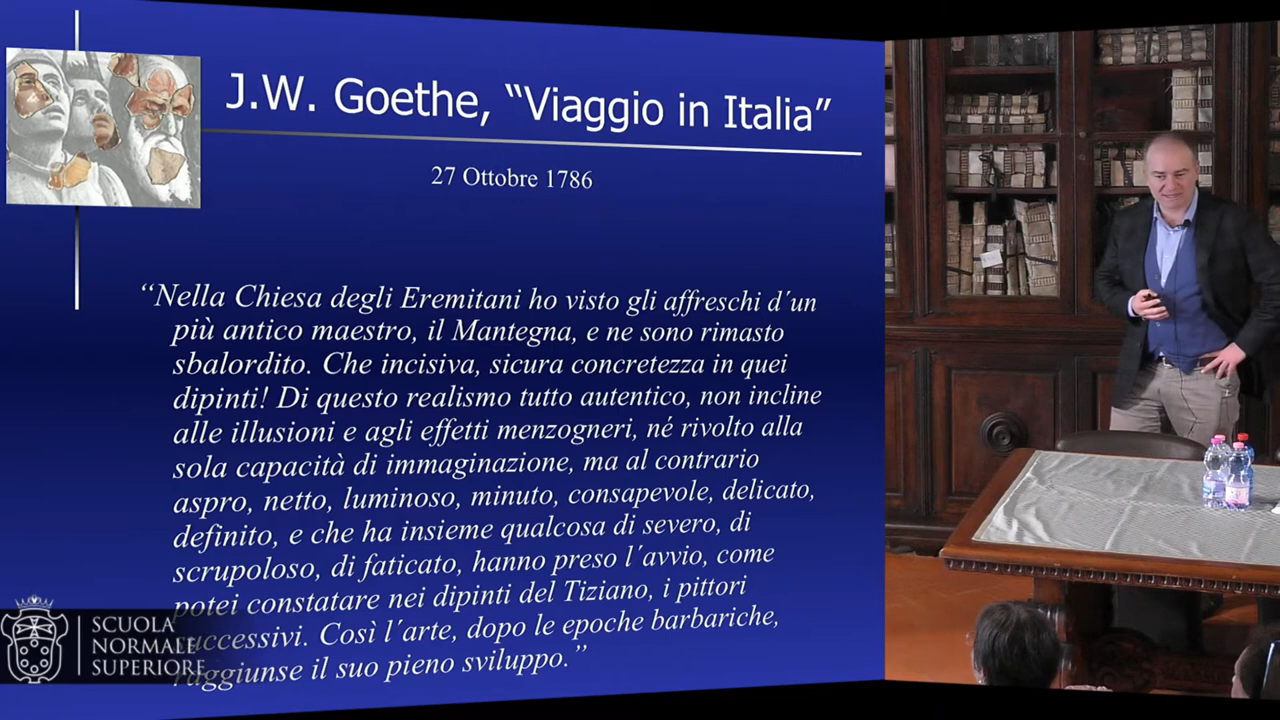 J.W. Goethe, “Viaggio in Italia”
27 Ottobre 1786
“Nella Chiesa degli Eremitani ho visto gli affreschi d´un
più antico maestro, il Mantegna, e ne sono rimasto
sbalordito. Che incisiva, sicura concretezza in quei
dipinti! Di questo realismo tutto autentico, non incline
alle illusioni e agli effetti menzogneri, né rivolto alla
sola capacità di immaginazione, ma al contrario
aspro, netto, luminoso, minuto, consapevole, delicato,
definito, e che ha insieme qualcosa di severo, di
scrupoloso, di faticato, hanno preso l´avvio, come
potei constatare nei dipinti del Tiziano, i pittori
successivi. Così l´arte, dopo le epoche barbariche,
raggiunse il suo pieno sviluppo.”
SCUOLA
NORMALE
SUPERIORE